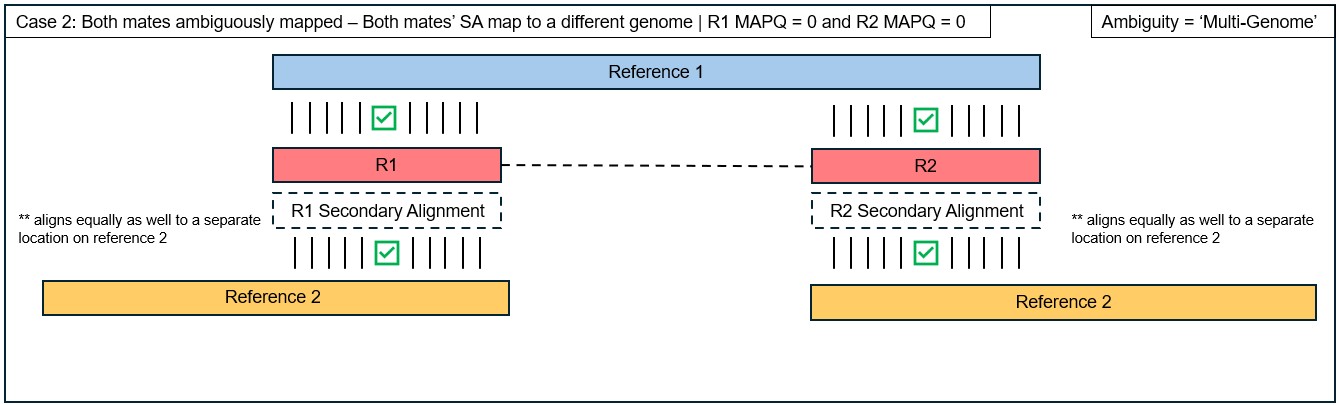 Case 2: Both mates ambiguously mapped – Both mates’ SA map to a different genome | R1 MAPQ = 0 and R2 MAPQ = 0
Ambiguity = ‘Multi-Genome’
Reference 1
R1
R2
R1 Secondary Alignment
R2 Secondary Alignment
** aligns equally as well to a separate
location on reference 2
** aligns equally as well to a separate
location on reference 2
Reference 2
Reference 2